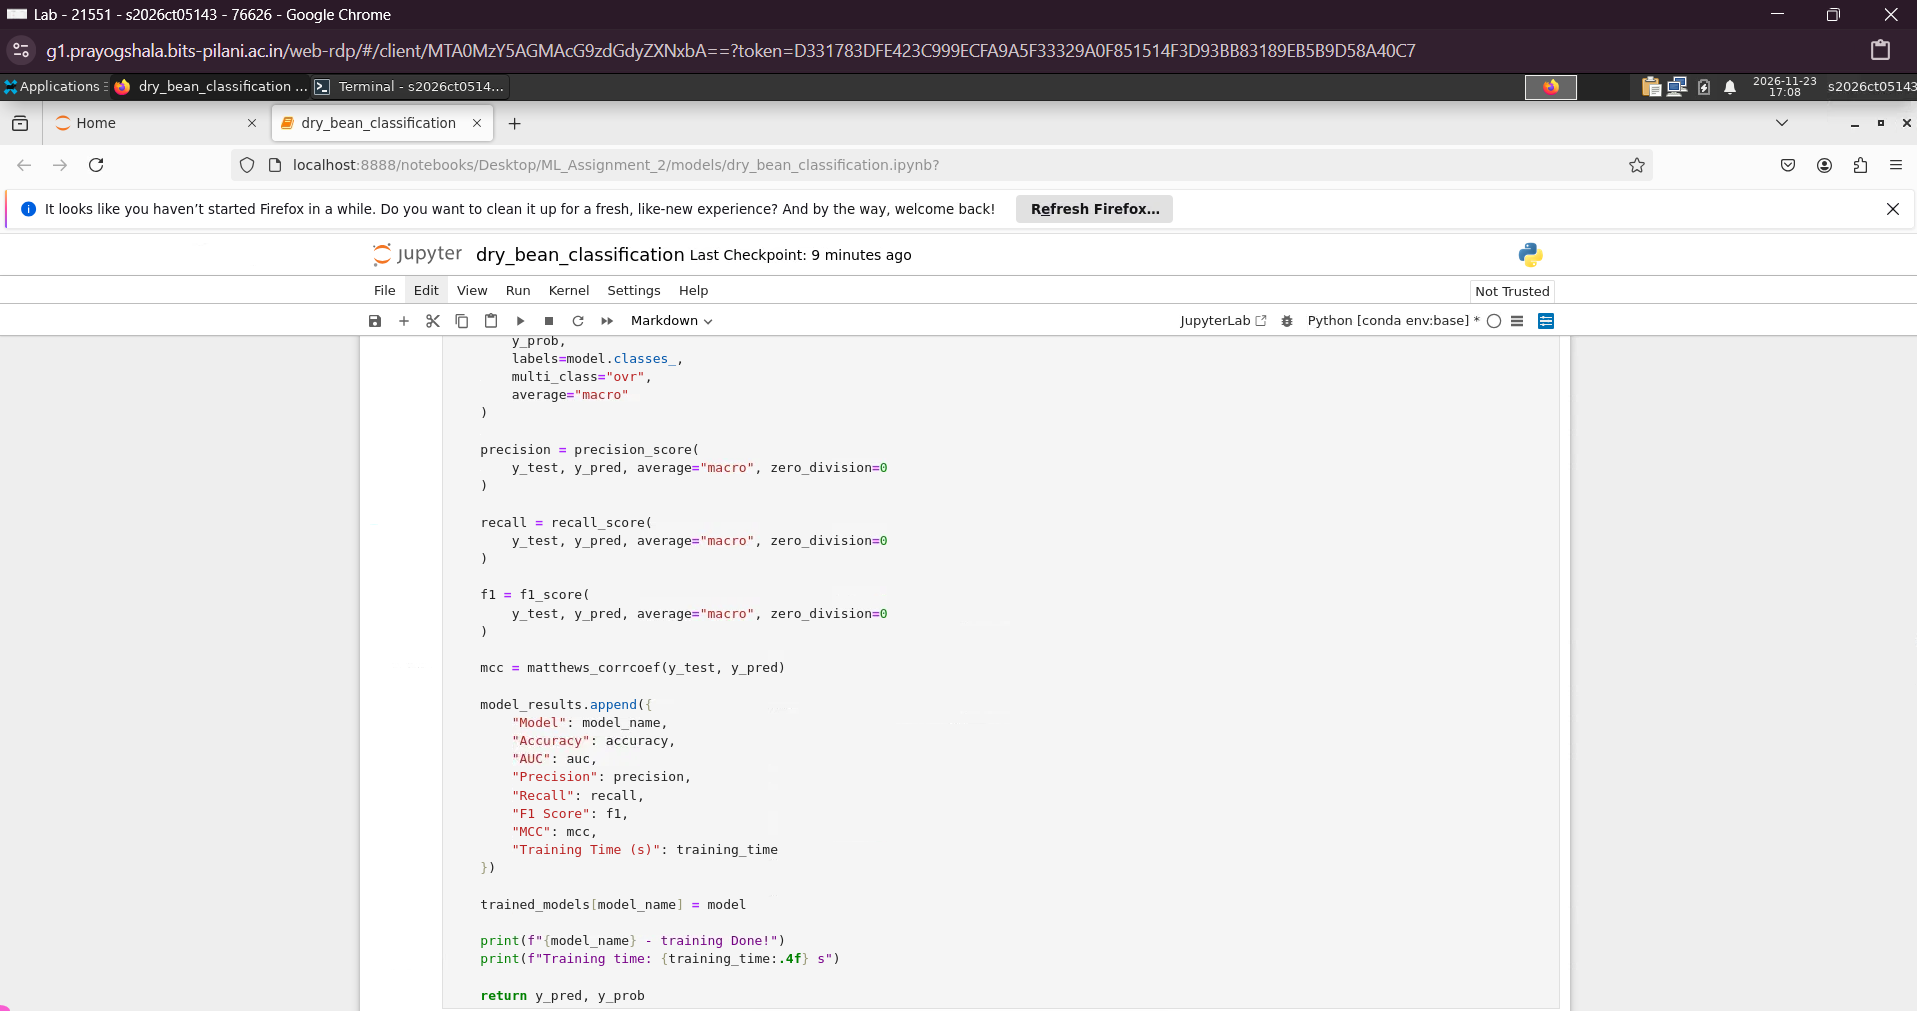 Lab - 21551 - s2026ct05143 - 76626 - Google Chrome
g1.prayogshala.bits-pilani.ac.in/web-rdp/#/client/MTA0MzY5AGMAcG9zdGdyZXNxbA==?token=D331783DFE423C999ECFA9A5F33329A0F851514F3D93BB83189EB5B9D58A40C7
Applications dry_bean_classification ... Terminal - s2026ct0514... 2026-11-23 17:08 s2026ct05143
Home dry_bean_classification
localhost:8888/notebooks/Desktop/ML_Assignment_2/models/dry_bean_classification.ipynb?
It looks like you haven’t started Firefox in a while. Do you want to clean it up for a fresh, like-new experience? And by the way, welcome back! Refresh Firefox…
jupyter dry_bean_classification Last Checkpoint: 9 minutes ago
File Edit View Run Kernel Settings Help Not Trusted
Markdown JupyterLab Python [conda env:base] *
y_prob,
labels=model.classes_,
multi_class="ovr",
average="macro"
)
precision = precision_score(
y_test, y_pred, average="macro", zero_division=0
)
recall = recall_score(
y_test, y_pred, average="macro", zero_division=0
)
f1 = f1_score(
y_test, y_pred, average="macro", zero_division=0
)
mcc = matthews_corrcoef(y_test, y_pred)
model_results.append({
"Model": model_name,
"Accuracy": accuracy,
"AUC": auc,
"Precision": precision,
"Recall": recall,
"F1 Score": f1,
"MCC": mcc,
"Training Time (s)": training_time
})
trained_models[model_name] = model
print(f"{model_name} - training Done!")
print(f"Training time: {training_time:.4f} s")
return y_pred, y_prob